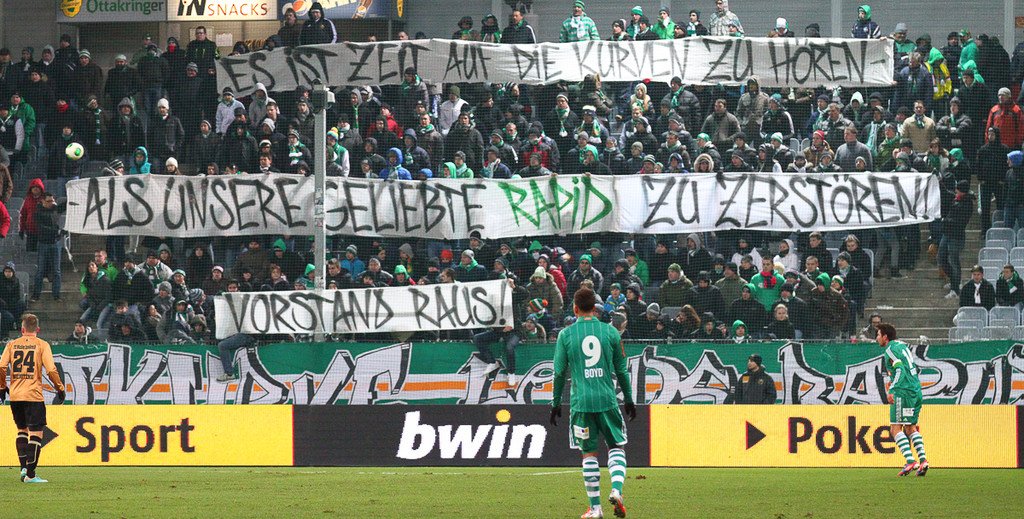 Ottakringer
iN SNACKS
ES IST ZEIT AUF DIE KURVEN ZU HÖREN -
-ALS UNSERE GELIEBTE RAPID ZU ZERSTÖREN!
VORSTAND RAUS!
24
9
BOYD
Sport
bwin
Poke